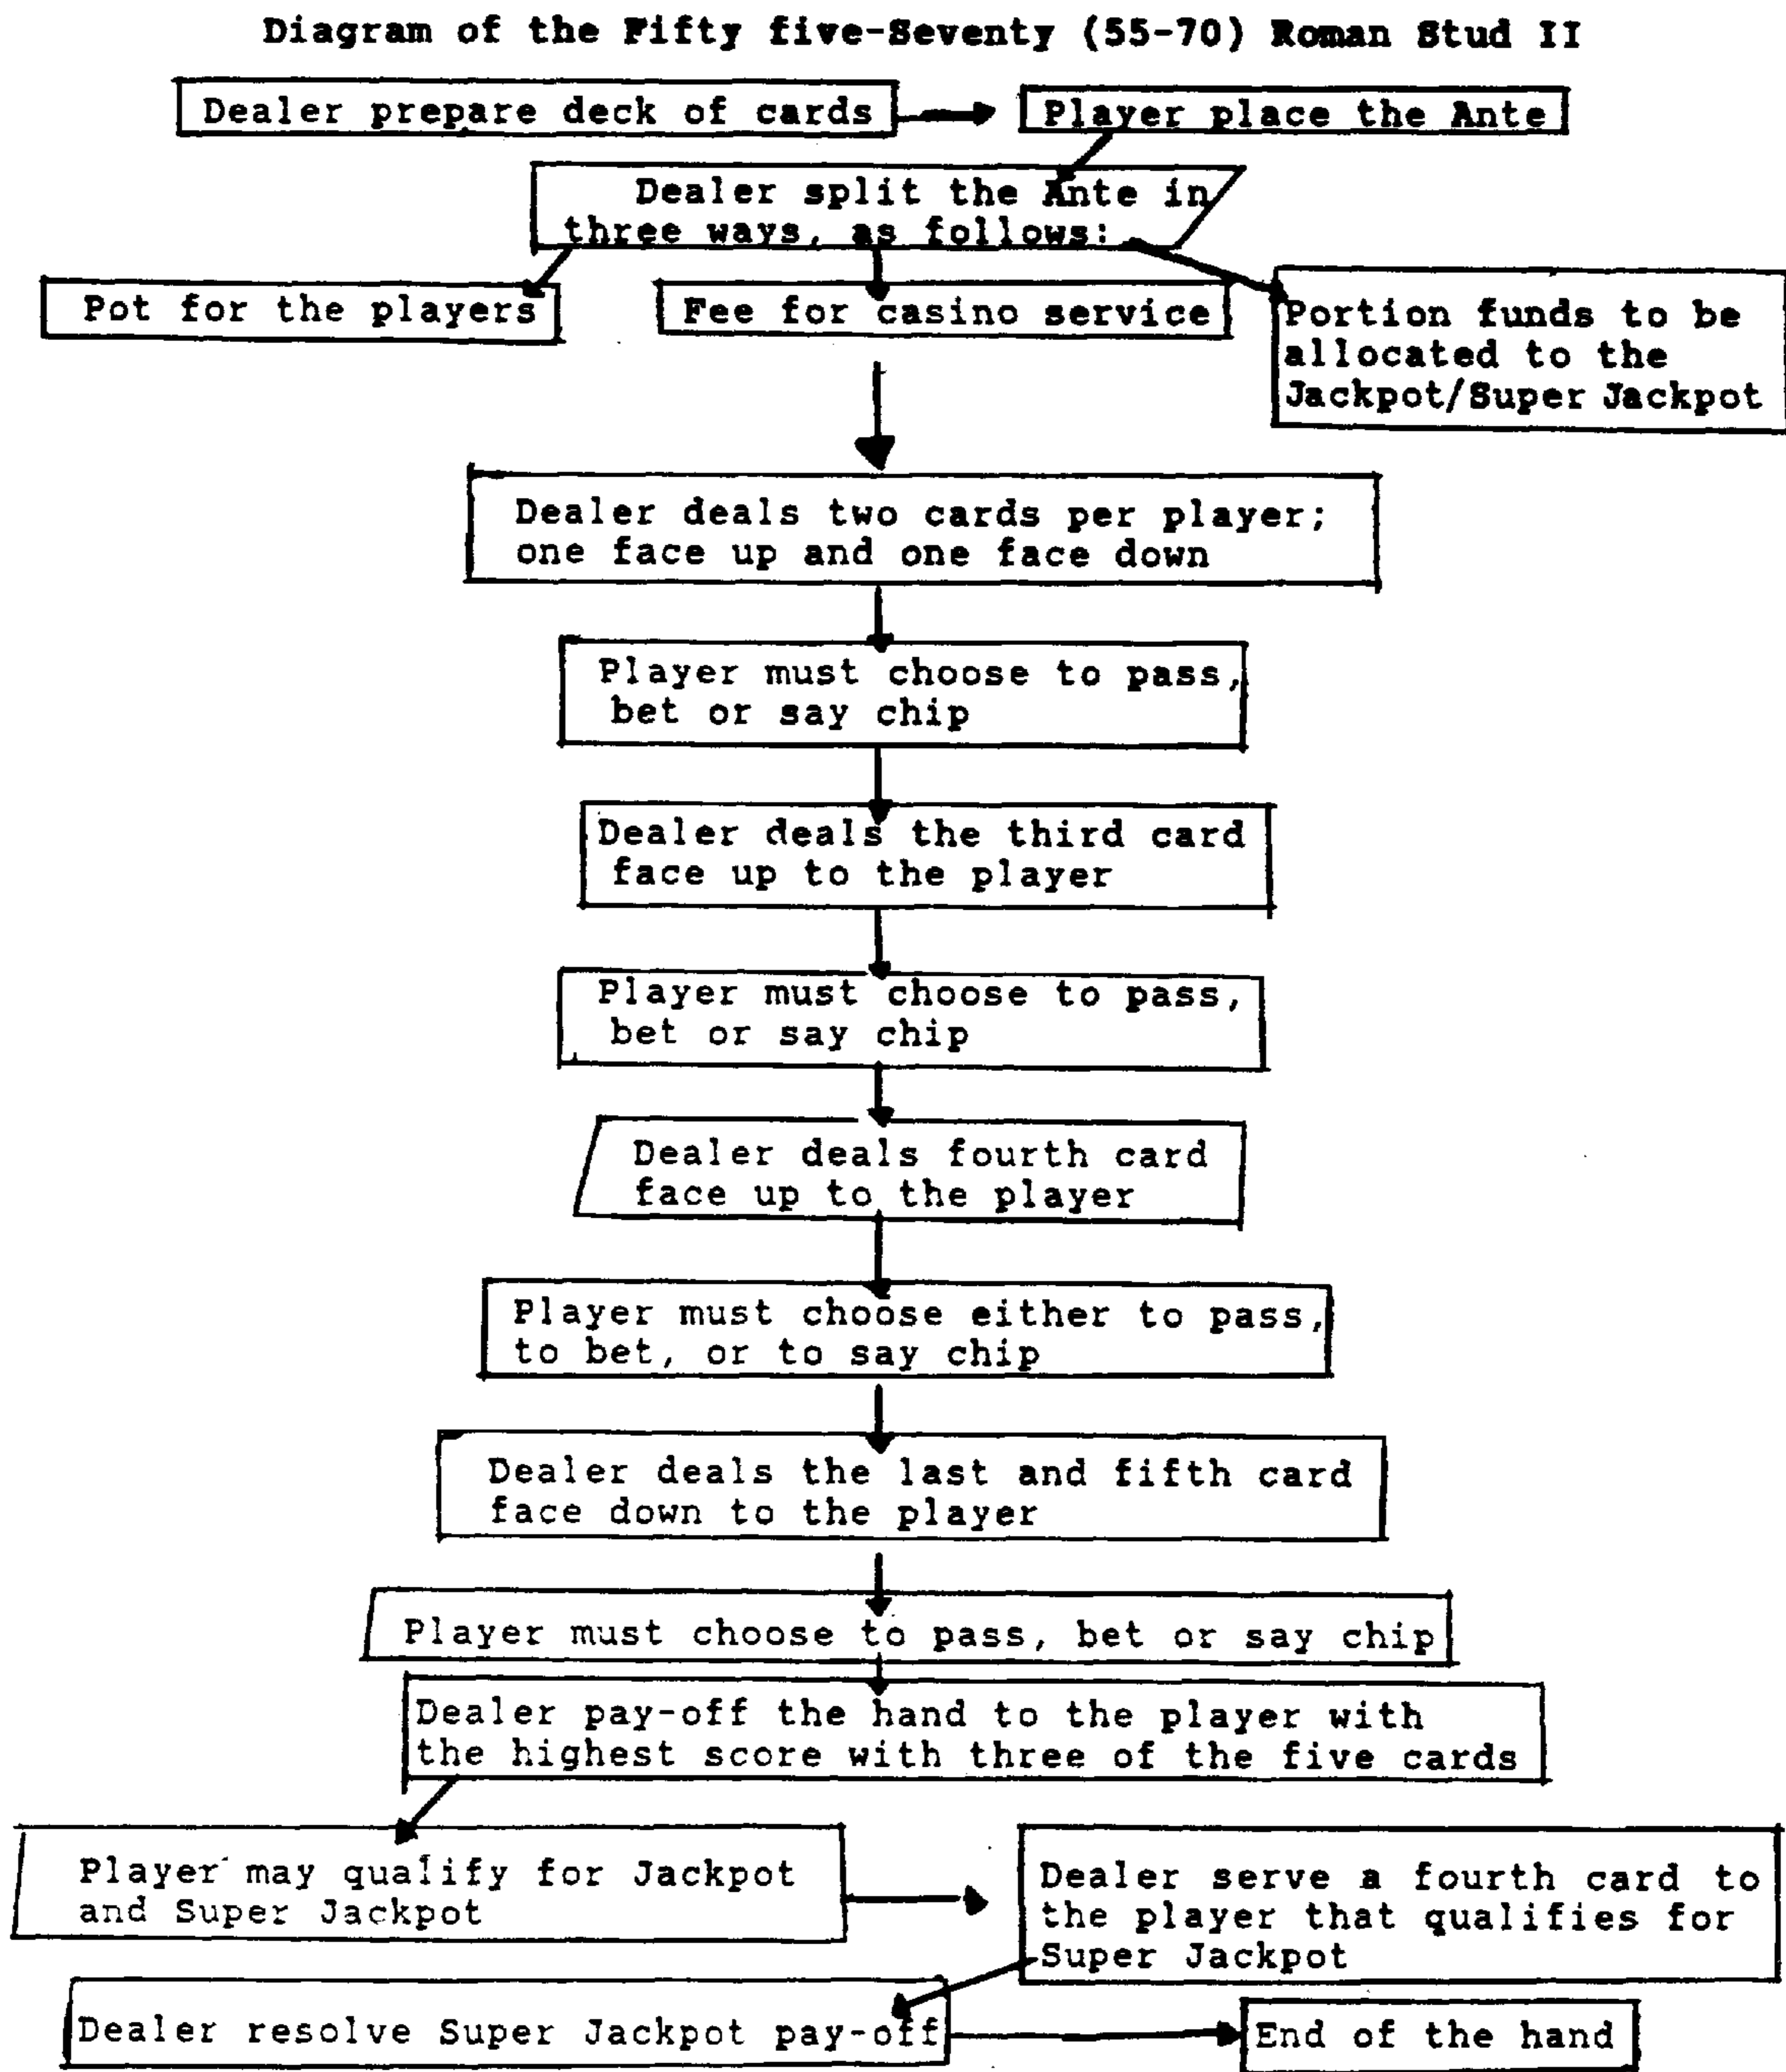 Diagram of the Fifty five-Seventy (55-70) Roman Stud II
Dealer prepare deck of cards
Player place the Ante
Dealer split the Ante in
three ways, as follows:
Pot for the players
Fee for casino service
Portion funds to be
allocated to the
Jackpot/Super Jackpot
Dealer deals two cards per player;
one face up and one face down
Player must choose to pass,
bet or say chip
Dealer deals the third card
face up to the player
Player must choose to pass,
bet or say chip
Dealer deals fourth card
face up to the player
Player must choose either to pass,
to bet, or to say chip
Dealer deals the last and fifth card
face down to the player
Player must choose to pass, bet or say chip
Dealer pay-off the hand to the player with
the highest score with three of the five cards
Player may qualify for Jackpot
and Super Jackpot
Dealer serve a fourth card to
the player that qualifies for
Super Jackpot
Dealer resolve Super Jackpot pay-off
End of the hand